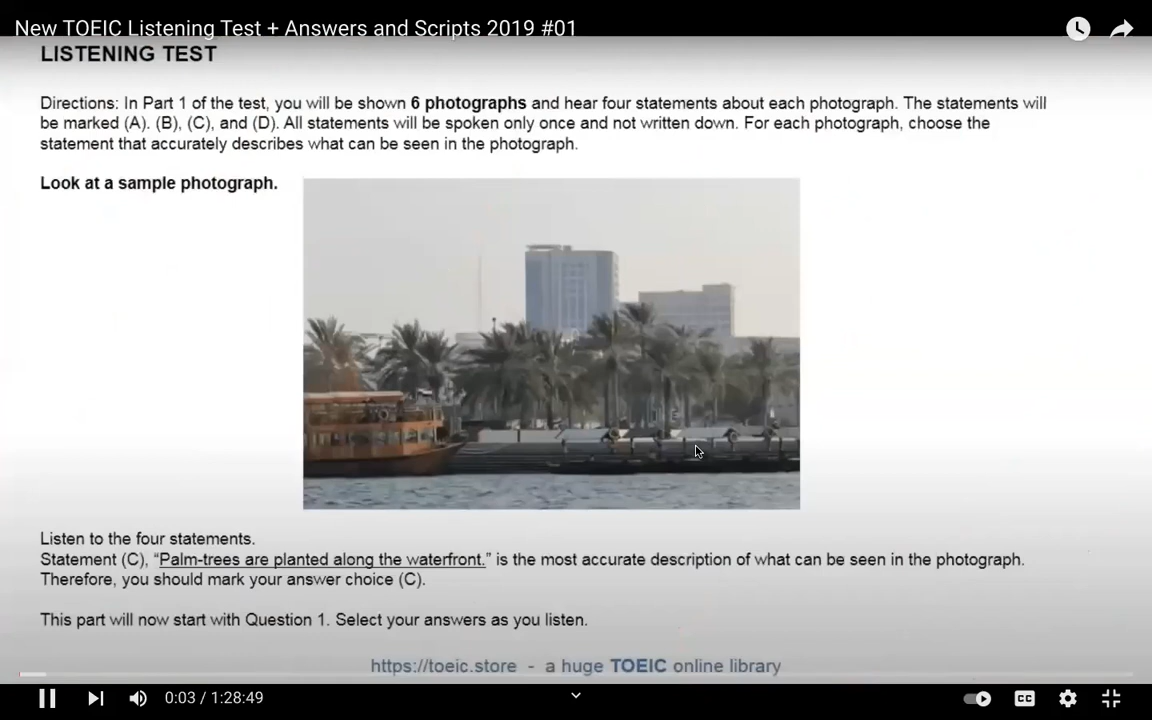 New TOEIC Listening Test + Answers and Scripts 2019 #01
LISTENING TEST
Directions: In Part 1 of the test, you will be shown 6 photographs and hear four statements about each photograph. The statements will
be marked (A). (B), (C), and (D). All statements will be spoken only once and not written down. For each photograph, choose the
statement that accurately describes what can be seen in the photograph.
Look at a sample photograph.
Listen to the four statements.
Statement (C), “Palm-trees are planted along the waterfront.” is the most accurate description of what can be seen in the photograph.
Therefore, you should mark your answer choice (C).
This part will now start with Question 1. Select your answers as you listen.
https://toeic.store - a huge TOEIC online library
0:03 / 1:28:49
CC